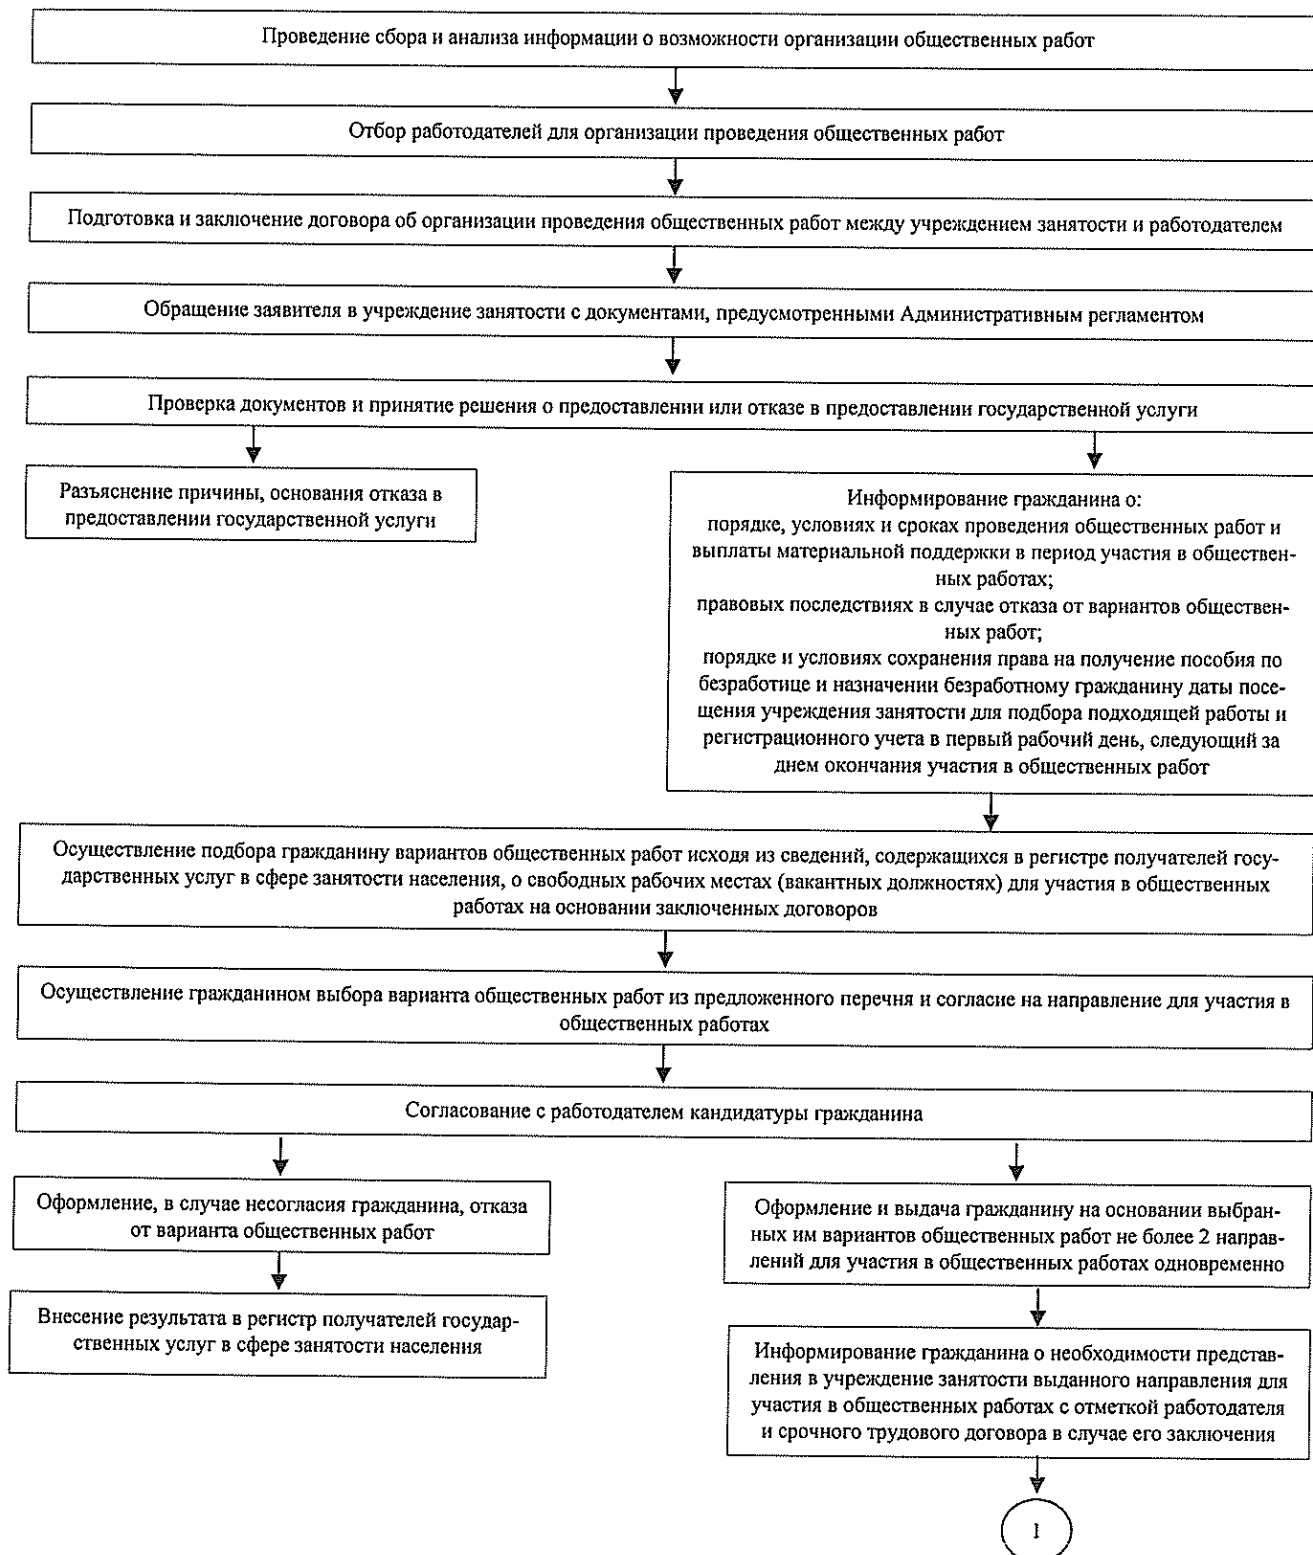 Проведение сбора и анализа информации о возможности организации общественных работ
Отбор работодателей для организации проведения общественных работ
Подготовка и заключение договора об организации проведения общественных работ между учреждением занятости и работодателем
Обращение заявителя в учреждение занятости с документами, предусмотренными Административным регламентом
Проверка документов и принятие решения о предоставлении или отказе в предоставлении государственной услуги
Разъяснение причины, основания отказа в
предоставлении государственной услуги
Информирование гражданина о:
порядке, условиях и сроках проведения общественных работ и
выплаты материальной поддержки в период участия в обществен-
ных работах;
правовых последствиях в случае отказа от вариантов обществен-
ных работ;
порядке и условиях сохранения права на получение пособия по
безработице и назначении безработному гражданину даты посе-
щения учреждения занятости для подбора подходящей работы и
регистрационного учета в первый рабочий день, следующий за
днем окончания участия в общественных работ
Осуществление подбора гражданину вариантов общественных работ исходя из сведений, содержащихся в регистре получателей госу-
дарственных услуг в сфере занятости населения, о свободных рабочих местах (вакантных должностях) для участия в общественных
работах на основании заключенных договоров
Осуществление гражданином выбора варианта общественных работ из предложенного перечня и согласие на направление для участия в
общественных работах
Согласование с работодателем кандидатуры гражданина
Оформление, в случае несогласия гражданина, отказа
от варианта общественных работ
Внесение результата в регистр получателей государ-
ственных услуг в сфере занятости населения
Оформление и выдача гражданину на основании выбран-
ных им вариантов общественных работ не более 2 направ-
лений для участия в общественных работах одновременно
Информирование гражданина о необходимости представ-
ления в учреждение занятости выданного направления для
участия в общественных работах с отметкой работодателя
и срочного трудового договора в случае его заключения
1